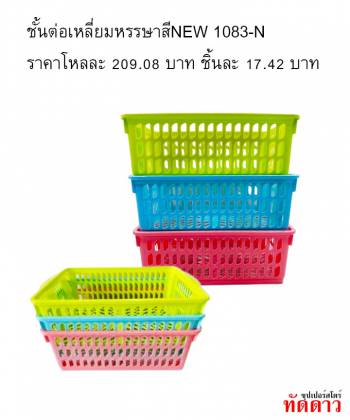 ชั้นต่อเหลี่ยมหรรษาสีNEW 1083-N
ราคาโหลละ 209.08 บาท ชิ้นละ 17.42 บาท
ซุปเปอร์สโตร์
ทัดดาว